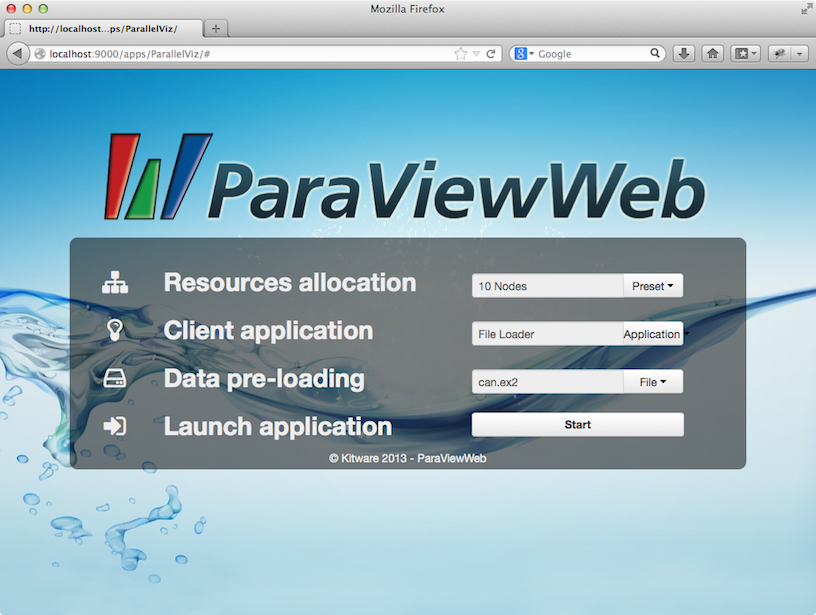 Mozilla Firefox
http://localhost...ps/ParallelViz/
localhost:9000/apps/ParallelViz/#
Google
ParaViewWeb
Resources allocation
10 Nodes
Preset
Client application
File Loader
Application
Data pre-loading
can.ex2
File
Launch application
Start
© Kitware 2013 - ParaViewWeb